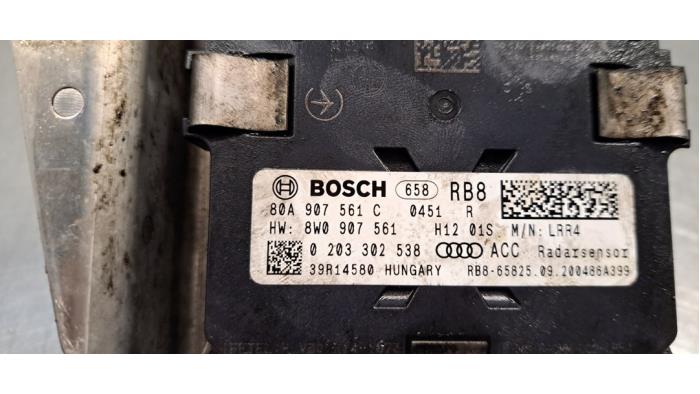 BOSCH 658 RB8
80A 907 561 C 0451 R
HW: 8W0 907 561 H12 01S M/N: LRR4
0 203 302 538 ACC Radarsensor
39R14580 HUNGARY RB8-65825.09.200486A399